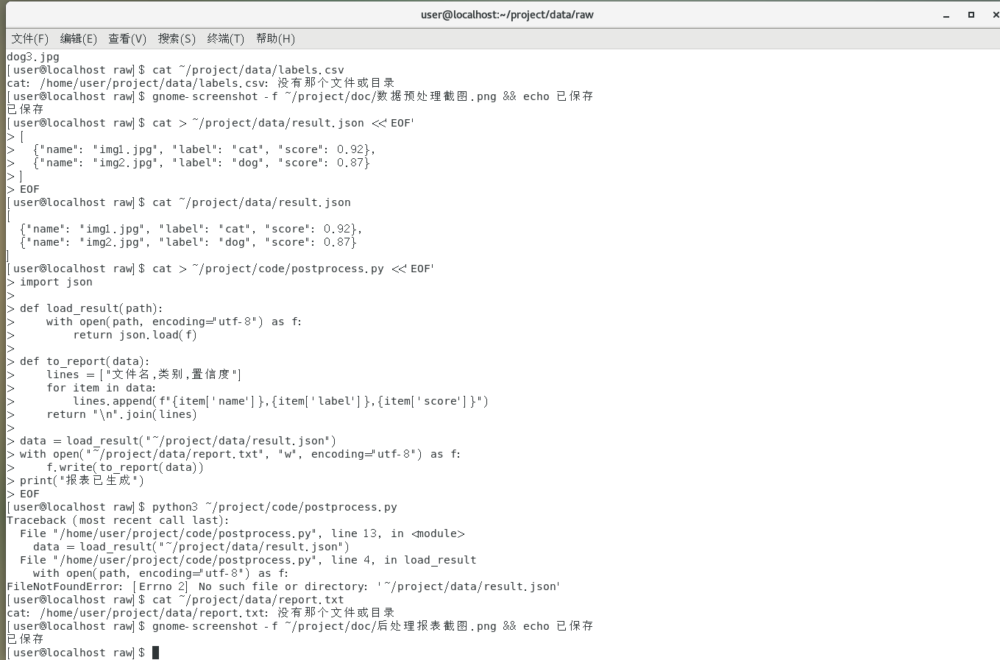 user@localhost:~/project/data/raw
文件(F) 编辑(E) 查看(V) 搜索(S) 终端(T) 帮助(H)
dog3.jpg
[user@localhost raw]$ cat ~/project/data/labels.csv
cat: /home/user/project/data/labels.csv: 没有那个文件或目录
[user@localhost raw]$ gnome-screenshot -f ~/project/doc/数据预处理截图.png && echo 已保存
已保存
[user@localhost raw]$ cat > ~/project/data/result.json <<'EOF'
> [
>   {"name": "img1.jpg", "label": "cat", "score": 0.92},
>   {"name": "img2.jpg", "label": "dog", "score": 0.87}
> ]
> EOF
[user@localhost raw]$ cat ~/project/data/result.json
[
  {"name": "img1.jpg", "label": "cat", "score": 0.92},
  {"name": "img2.jpg", "label": "dog", "score": 0.87}
]
[user@localhost raw]$ cat > ~/project/code/postprocess.py <<'EOF'
> import json
>
> def load_result(path):
>     with open(path, encoding="utf-8") as f:
>         return json.load(f)
>
> def to_report(data):
>     lines = ["文件名,类别,置信度"]
>     for item in data:
>         lines.append(f"{item['name']},{item['label']},{item['score']}")
>     return "\n".join(lines)
>
> data = load_result("~/project/data/result.json")
> with open("~/project/data/report.txt", "w", encoding="utf-8") as f:
>     f.write(to_report(data))
> print("报表已生成")
> EOF
[user@localhost raw]$ python3 ~/project/code/postprocess.py
Traceback (most recent call last):
  File "/home/user/project/code/postprocess.py", line 13, in <module>
    data = load_result("~/project/data/result.json")
  File "/home/user/project/code/postprocess.py", line 4, in load_result
    with open(path, encoding="utf-8") as f:
FileNotFoundError: [Errno 2] No such file or directory: '~/project/data/result.json'
[user@localhost raw]$ cat ~/project/data/report.txt
cat: /home/user/project/data/report.txt: 没有那个文件或目录
[user@localhost raw]$ gnome-screenshot -f ~/project/doc/后处理报表截图.png && echo 已保存
已保存
[user@localhost raw]$